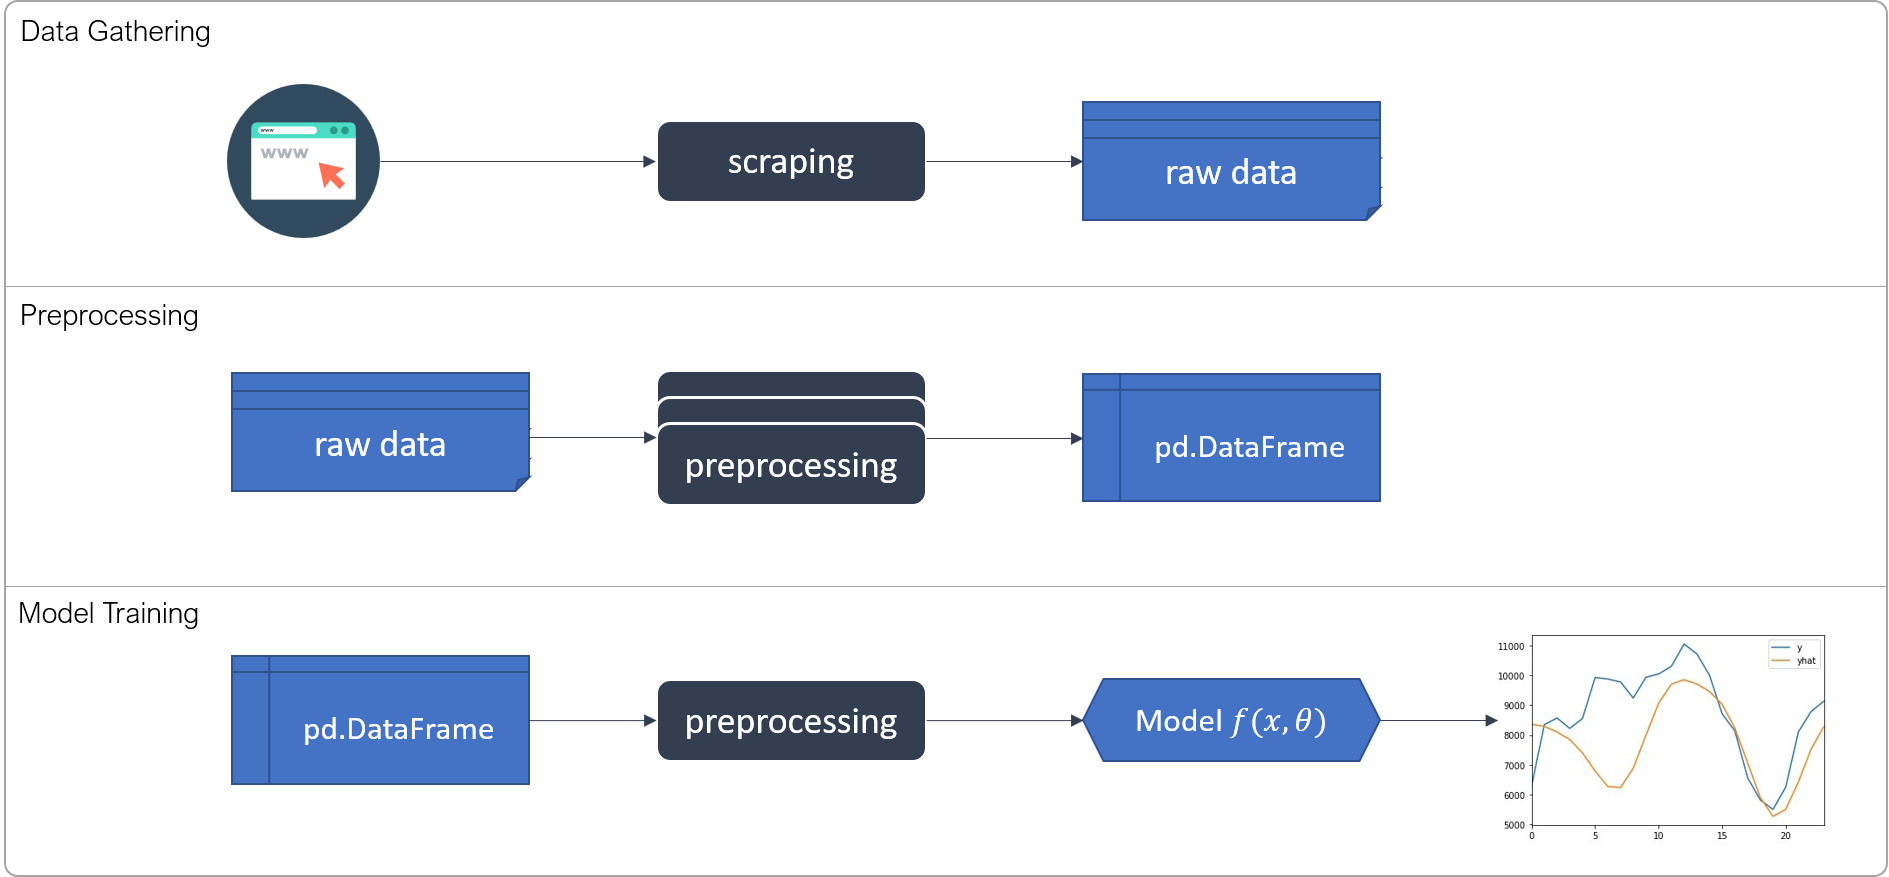 Data Gathering
www
www
scraping
raw data
Preprocessing
raw data
preprocessing
pd.DataFrame
Model Training
pd.DataFrame
preprocessing
Model f(x, θ)
11000
10000
9000
8000
7000
6000
5000
0 5 10 15 20
y
yhat